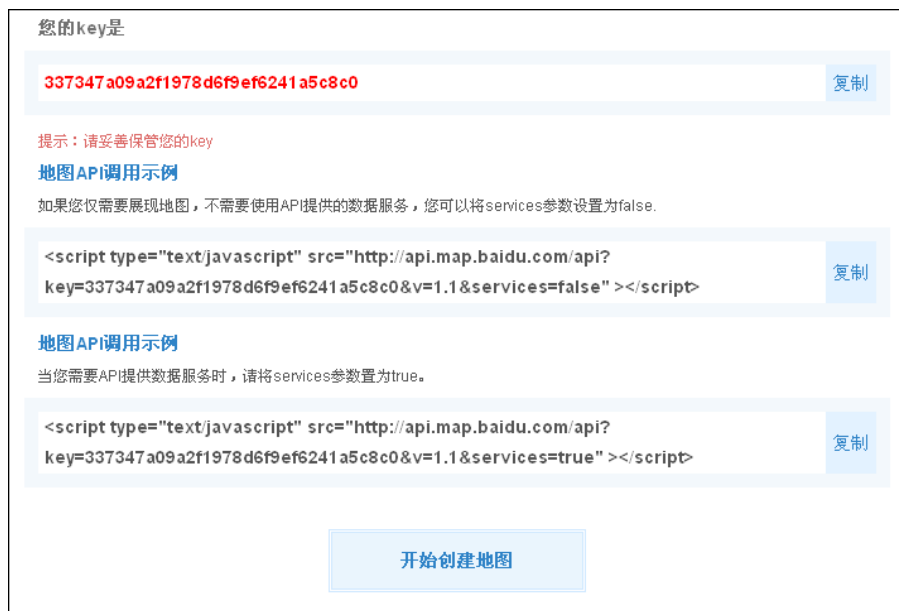 您的key是
337347a09a2f1978d6f9ef6241a5c8c0
复制
提示：请妥善保管您的key
地图API调用示例
如果您仅需要展现地图，不需要使用API提供的数据服务，您可以将services参数设置为false.
<script type="text/javascript" src="http://api.map.baidu.com/api?
key=337347a09a2f1978d6f9ef6241a5c8c0&v=1.1&services=false" ></script>
复制
地图API调用示例
当您需要API提供数据服务时，请将services参数置为true。
<script type="text/javascript" src="http://api.map.baidu.com/api?
key=337347a09a2f1978d6f9ef6241a5c8c0&v=1.1&services=true" ></script>
复制
开始创建地图